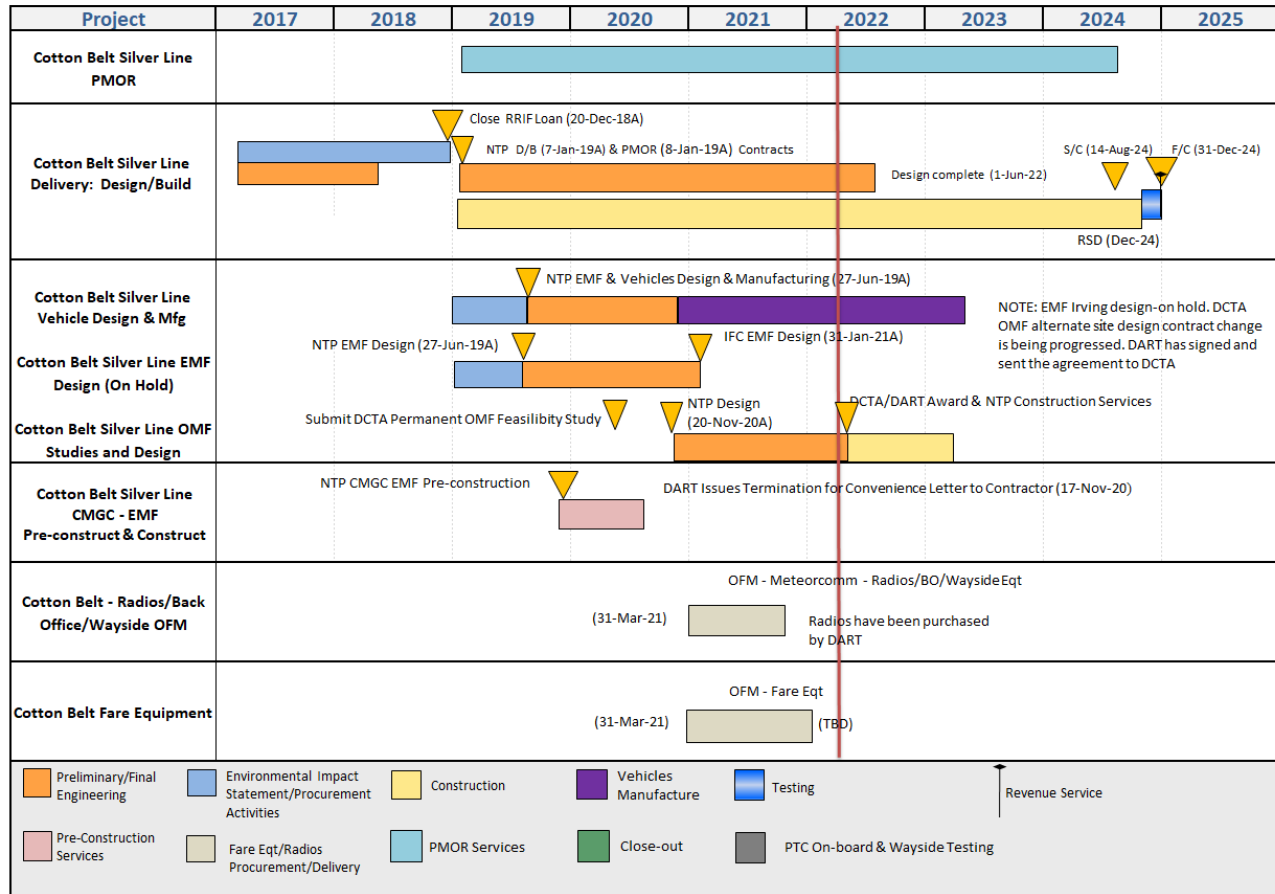 Project 2017 2018 2019 2020 2021 2022 2023 2024 2025
Cotton Belt Silver Line
PMOR
Close RRIF Loan (20-Dec-18A)
NTP D/B (7-Jan-19A) & PMOR (8-Jan-19A) Contracts
S/C (14-Aug-24) F/C (31-Dec-24)
Cotton Belt Silver Line
Delivery: Design/Build
Design complete (1-Jun-22)
RSD (Dec-24)
Cotton Belt Silver Line
Vehicle Design & Mfg
NTP EMF & Vehicles Design & Manufacturing (27-Jun-19A)
NOTE: EMF Irving design-on hold. DCTA
OMF alternate site design contract change
is being progressed. DART has signed and
sent the agreement to DCTA
Cotton Belt Silver Line EMF
Design (On Hold)
NTP EMF Design (27-Jun-19A)
IFC EMF Design (31-Jan-21A)
Cotton Belt Silver Line OMF
Studies and Design
Submit DCTA Permanent OMF Feasilibity Study
NTP Design
(20-Nov-20A)
DCTA/DART Award & NTP Construction Services
Cotton Belt Silver Line
CMGC - EMF
Pre-construct & Construct
NTP CMGC EMF Pre-construction
DART Issues Termination for Convenience Letter to Contractor (17-Nov-20)
Cotton Belt - Radios/Back
Office/Wayside OFM
OFM - Meteorcomm - Radios/BO/Wayside Eqt
(31-Mar-21)
Radios have been purchased
by DART
Cotton Belt Fare Equipment
OFM - Fare Eqt
(31-Mar-21)
(TBD)
Preliminary/Final
Engineering
Environmental Impact
Statement/Procurement
Activities
Construction
Vehicles
Manufacture
Testing
Revenue Service
Pre-Construction
Services
Fare Eqt/Radios
Procurement/Delivery
PMOR Services
Close-out
PTC On-board & Wayside Testing